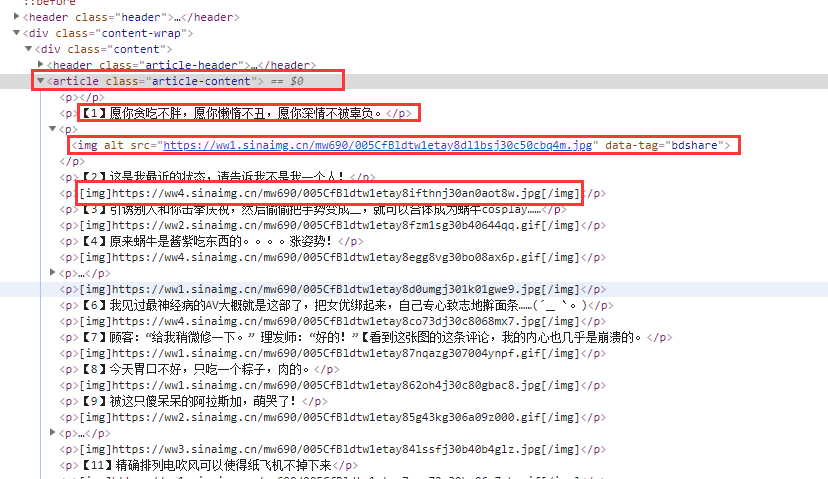 ::before
<header class="header">…</header>
<div class="content-wrap">
<div class="content">
<header class="article-header">…</header>
<article class="article-content"> == $0
<p></p>
<p>【1】愿你贪吃不胖，愿你懒惰不丑，愿你深情不被辜负。</p>
<p>
<img alt src="https://ww1.sinaimg.cn/mw690/005CfBldtw1etay8dl1bsj30c50cbq4m.jpg" data-tag="bdshare">
</p>
<p>【2】这是我最近的状态，请告诉我不是我一个人！</p>
<p>[img]https://ww4.sinaimg.cn/mw690/005CfBldtw1etay8ifthnj30an0aot8w.jpg[/img]</p>
<p>【3】引诱别人和你击拳庆祝，然后偷偷把手势变成__，就可以合体成为蜗牛cosplay……</p>
<p>[img]https://ww2.sinaimg.cn/mw690/005CfBldtw1etay8fzm1sg30b40644qq.gif[/img]</p>
<p>【4】原来蜗牛是酱紫吃东西的。。。。涨姿势！</p>
<p>[img]https://ww4.sinaimg.cn/mw690/005CfBldtw1etay8egg8vg30bo08ax6p.gif[/img]</p>
<p>…</p>
<p>[img]https://ww1.sinaimg.cn/mw690/005CfBldtw1etay8d0umgj301k01gwe9.jpg[/img]</p>
<p>【6】我见过最神经病的AV大概就是这部了，把女优绑起来，自己专心致志地擀面条……(´＿｀。)</p>
<p>[img]https://ww4.sinaimg.cn/mw690/005CfBldtw1etay8co73dj30c8068mx7.jpg[/img]</p>
<p>【7】顾客：“给我稍微修一下。” 理发师：“好的！”【看到这张图的这条评论，我的内心也几乎是崩溃的。</p>
<p>[img]https://ww1.sinaimg.cn/mw690/005CfBldtw1etay87nqazg307004ynpf.gif[/img]</p>
<p>【8】今天胃口不好，只吃一个粽子，肉的。</p>
<p>[img]https://ww1.sinaimg.cn/mw690/005CfBldtw1etay862oh4j30c80gbac8.jpg[/img]</p>
<p>【9】被这只傻呆呆的阿拉斯加，萌哭了！</p>
<p>[img]https://ww2.sinaimg.cn/mw690/005CfBldtw1etay85g43kg306a09z000.gif[/img]</p>
<p>…</p>
<p>[img]https://ww3.sinaimg.cn/mw690/005CfBldtw1etay84lssfj30b40b4glz.jpg[/img]</p>
<p>【11】精确排列电吹风可以使得纸飞机不掉下来</p>